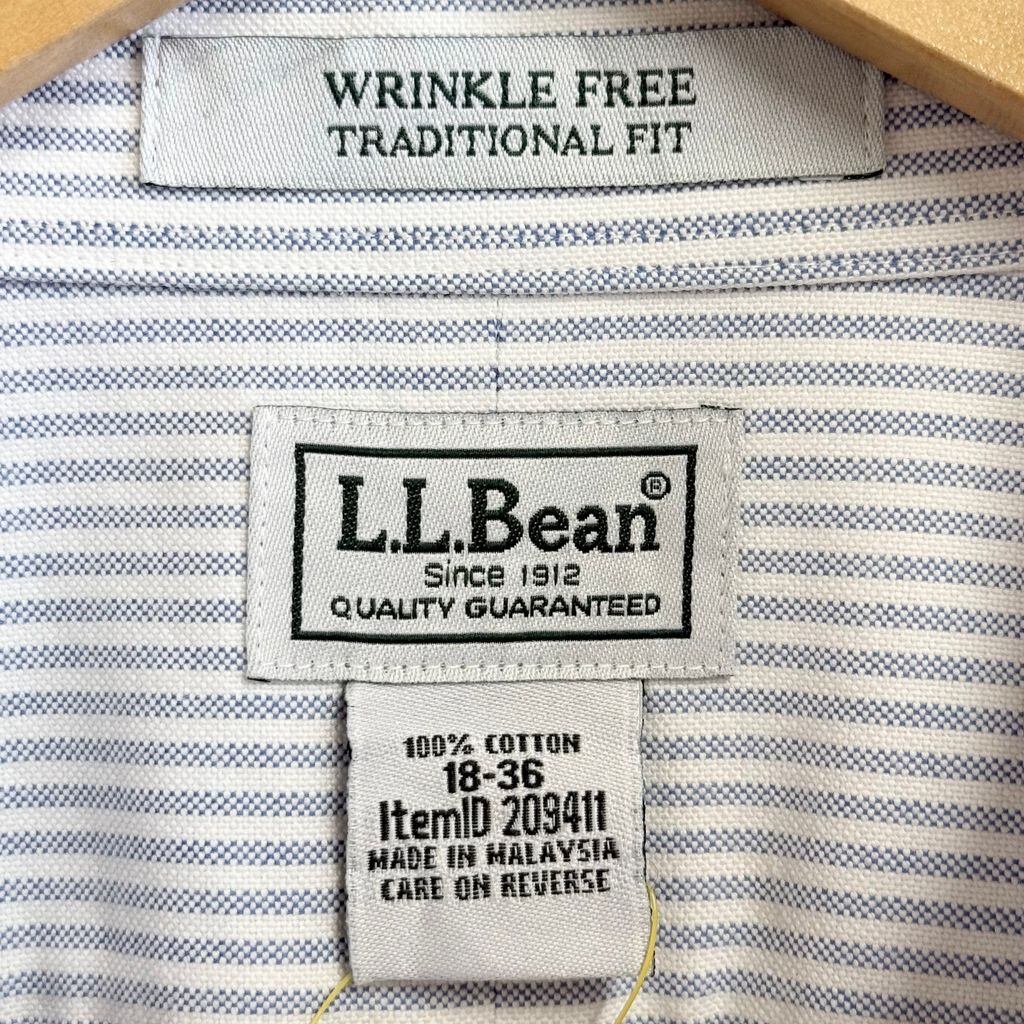 WRINKLE FREE
TRADITIONAL FIT
L.L.Bean®
Since 1912
QUALITY GUARANTEED
100% COTTON
18-36
ItemID 209411
MADE IN MALAYSIA
CARE ON REVERSE